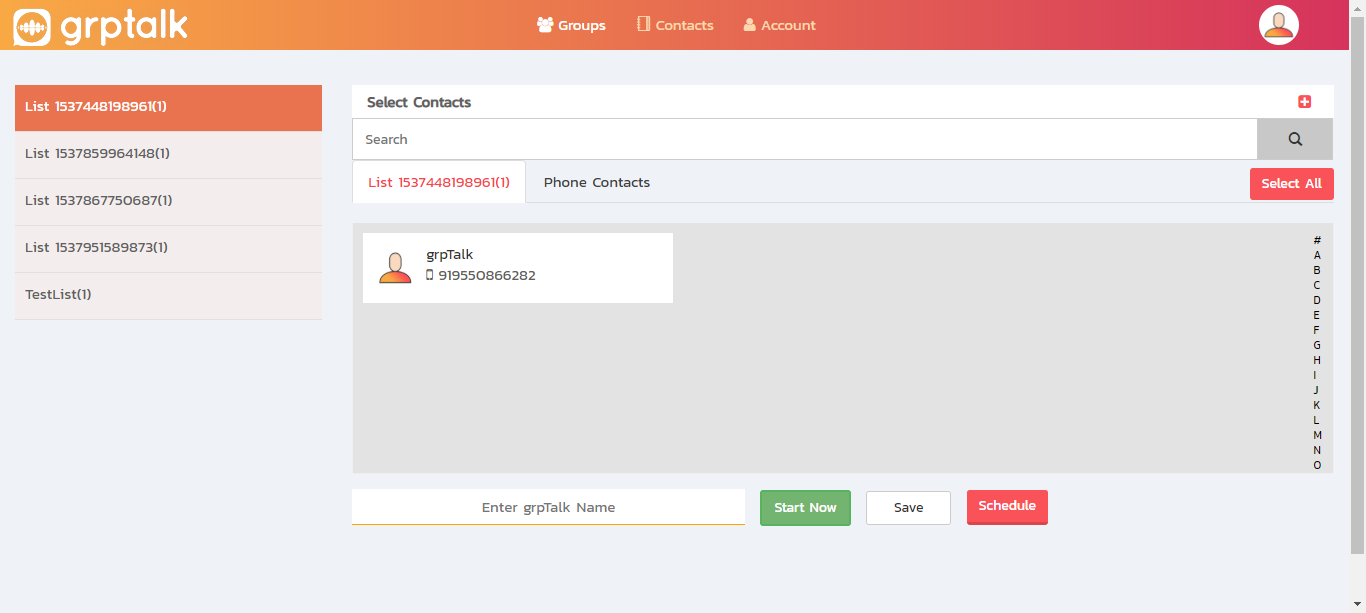 grptalk
Groups
Contacts
Account
List 1537448198961(1)
List 1537859964148(1)
List 1537867750687(1)
List 1537951589873(1)
TestList(1)
Select Contacts
Search
List 1537448198961(1)
Phone Contacts
Select All
grpTalk
919550866282
#
A
B
C
D
E
F
G
H
I
J
K
L
M
N
O
Enter grpTalk Name
Start Now
Save
Schedule